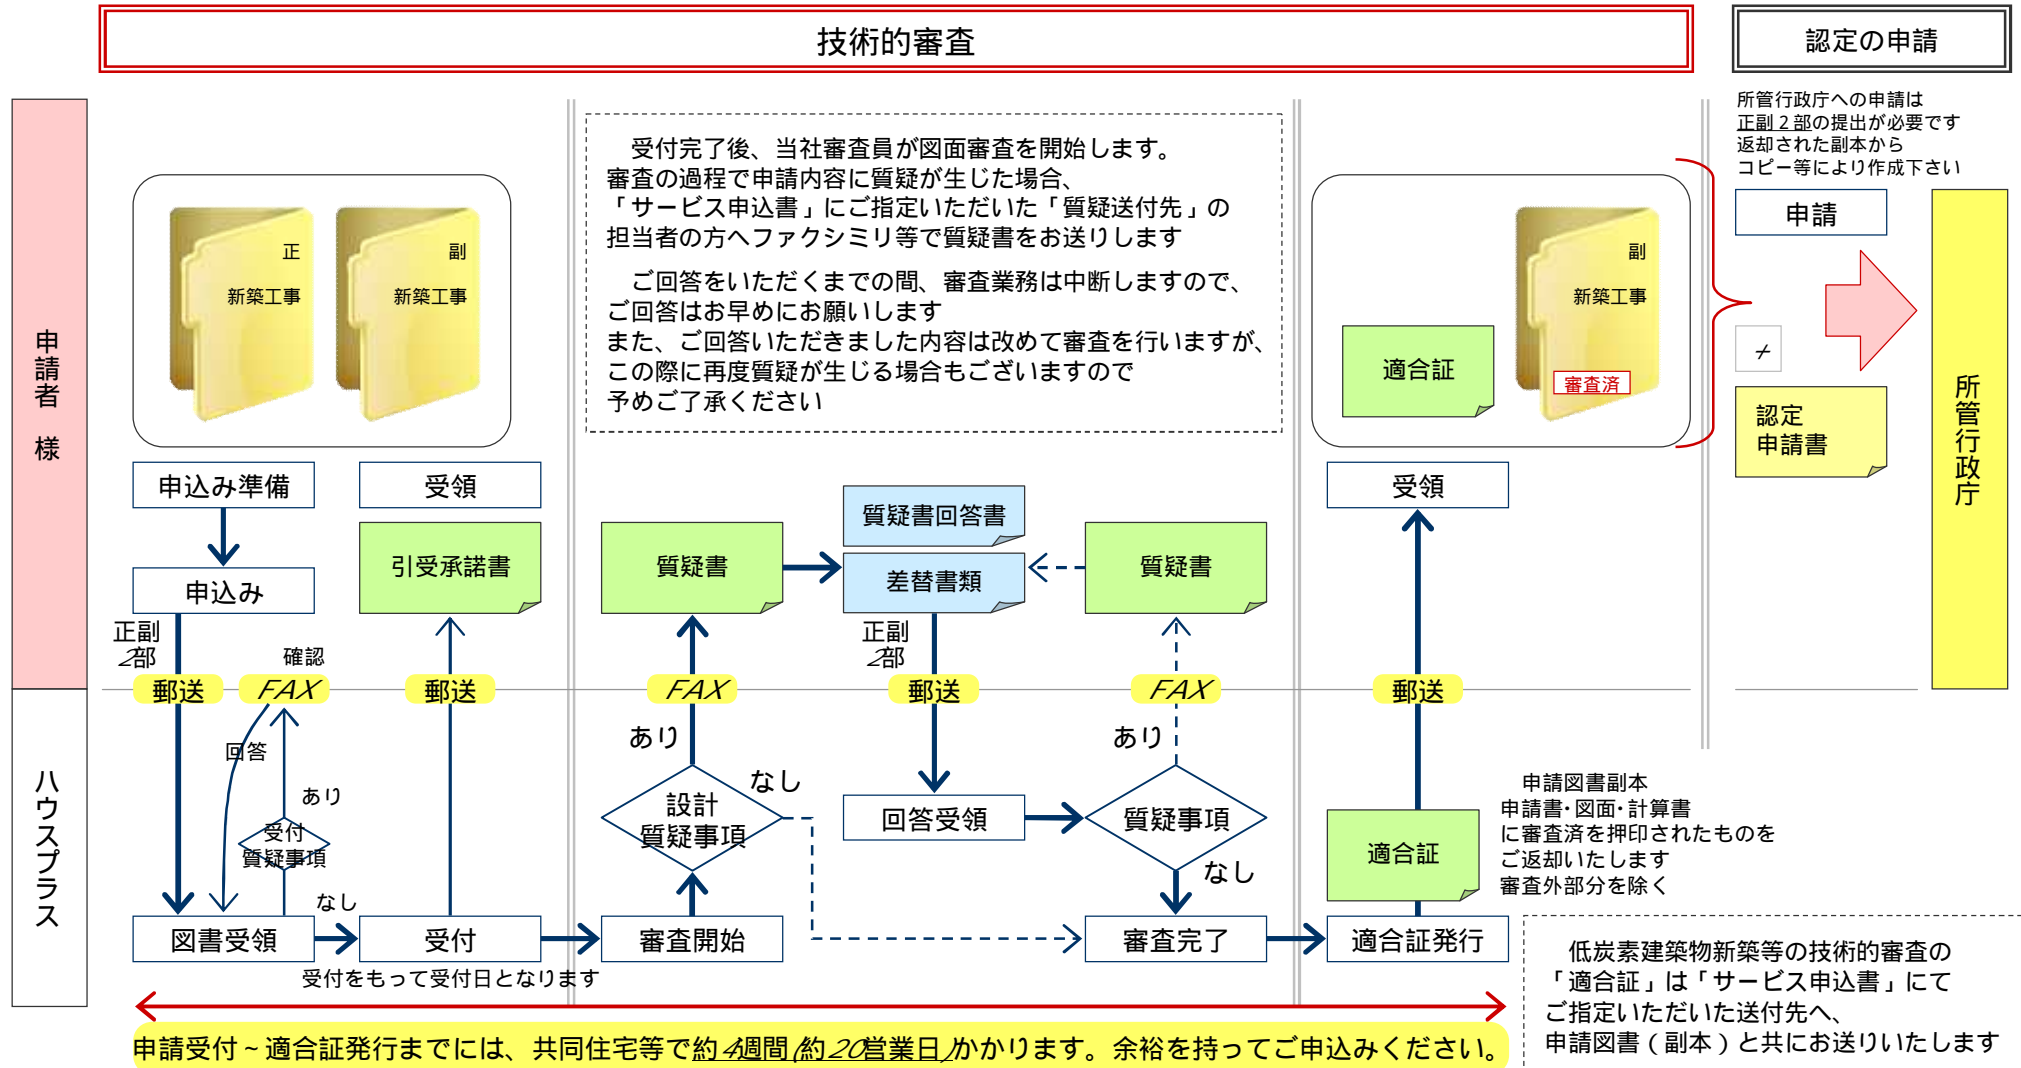 技術的審査
認定の申請
所管行政庁への申請は
正副2部の提出が必要です
返却された副本から
コピー等により作成下さい
申請者 様
正
新築工事
副
新築工事
受付完了後、当社審査員が図面審査を開始します。
審査の過程で申請内容に質疑が生じた場合、
「サービス申込書」にご指定いただいた「質疑送付先」の
担当者の方へファクシミリ等で質疑書をお送りします
ご回答をいただくまでの間、審査業務は中断しますので、
ご回答はお早めにお願いします
また、ご回答いただきました内容は改めて審査を行いますが、
この際に再度質疑が生じる場合もございますので
予めご了承ください
適合証
副
新築工事
審査済
申請
+
認定
申請書
所管行政庁
申込み準備
受領
申込み
引受承諾書
質疑書
質疑書回答書
差替書類
質疑書
受領
正副
2部
確認
正副
2部
郵送
FAX
郵送
FAX
郵送
FAX
郵送
ハウスプラス
回答
あり
受付
質疑事項
なし
あり
設計
質疑事項
なし
回答受領
あり
質疑事項
なし
適合証
申請図書副本
申請書・図面・計算書
に審査済を押印されたものを
ご返却いたします
審査外部分を除く
図書受領
受付
審査開始
審査完了
適合証発行
受付をもって受付日となります
申請受付~適合証発行までには、共同住宅等で約4週間(約20営業日)かかります。余裕を持ってご申込みください。
低炭素建築物新築等の技術的審査の
「適合証」は「サービス申込書」にて
ご指定いただいた送付先へ、
申請図書(副本)と共にお送りいたします